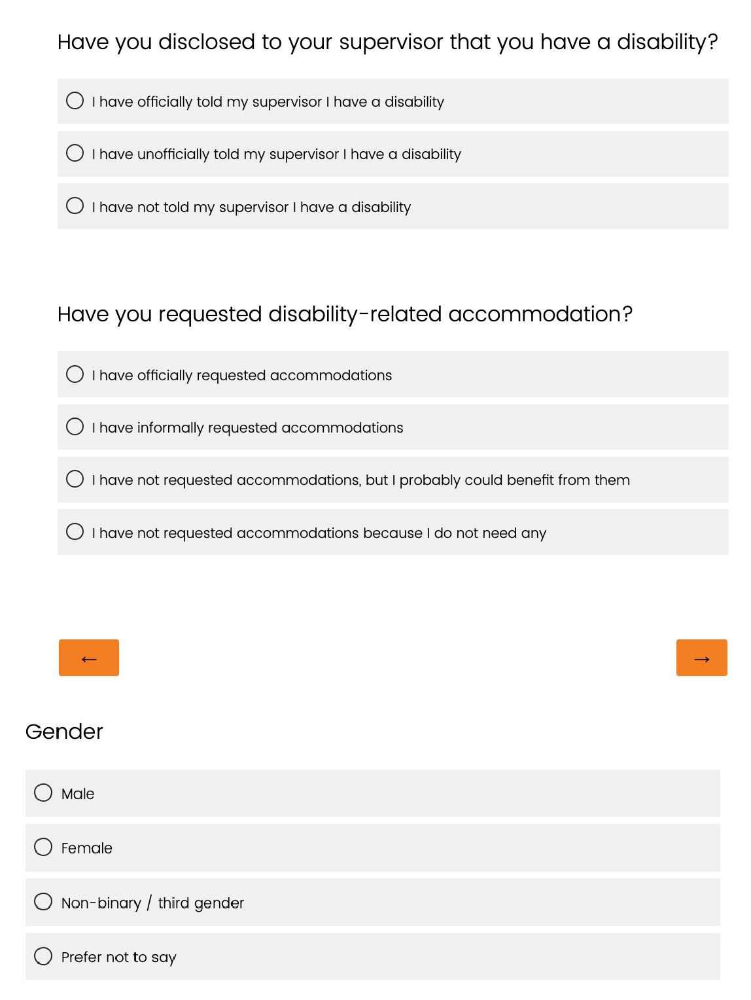 Have you disclosed to your supervisor that you have a disability?
I have officially told my supervisor I have a disability
I have unofficially told my supervisor I have a disability
I have not told my supervisor I have a disability
Have you requested disability-related accommodation?
I have officially requested accommodations
I have informally requested accommodations
I have not requested accommodations, but I probably could benefit from them
I have not requested accommodations because I do not need any
← →
Gender
Male
Female
Non-binary / third gender
Prefer not to say